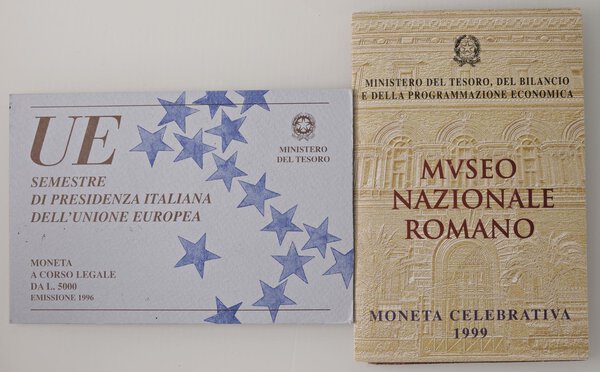 UE
SEMESTRE
DI PRESIDENZA ITALIANA
DELL'UNIONE EUROPEA
MINISTERO
DEL TESORO
MONETA
A CORSO LEGALE
DA L. 5000
EMISSIONE 1996
MINISTERO DEL TESORO, DEL BILANCIO
E DELLA PROGRAMMAZIONE ECONOMICA
MVSEO
NAZIONALE
ROMANO
MONETA CELEBRATIVA
1999